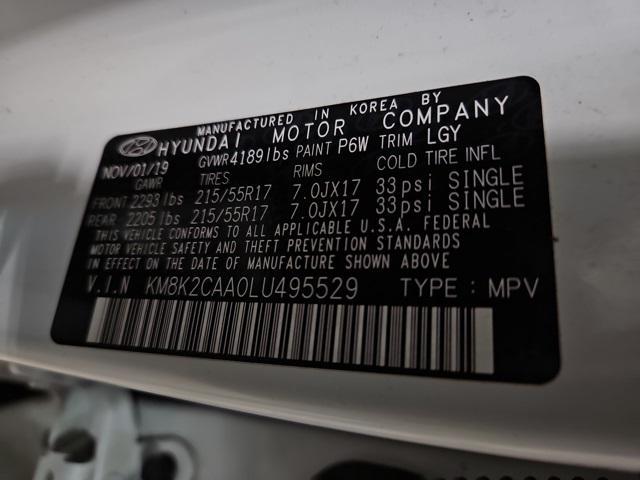 MANUFACTURED IN KOREA BY
HYUNDAI MOTOR COMPANY
NOV/01/19 GVWR 4189lbs PAINT P6W TRIM LGY
GAWR TIRES RIMS COLD TIRE INFL
FRONT 2293 lbs 215/55R17 7.0JX17 33 psi SINGLE
REAR 2205 lbs 215/55R17 7.0JX17 33 psi SINGLE
THIS VEHICLE CONFORMS TO ALL APPLICABLE U.S.A. FEDERAL
MOTOR VEHICLE SAFETY AND THEFT PREVENTION STANDARDS
IN EFFECT ON THE DATE OF MANUFACTURE SHOWN ABOVE.
V.I.N KM8K2CAA0LU495529 TYPE : MPV